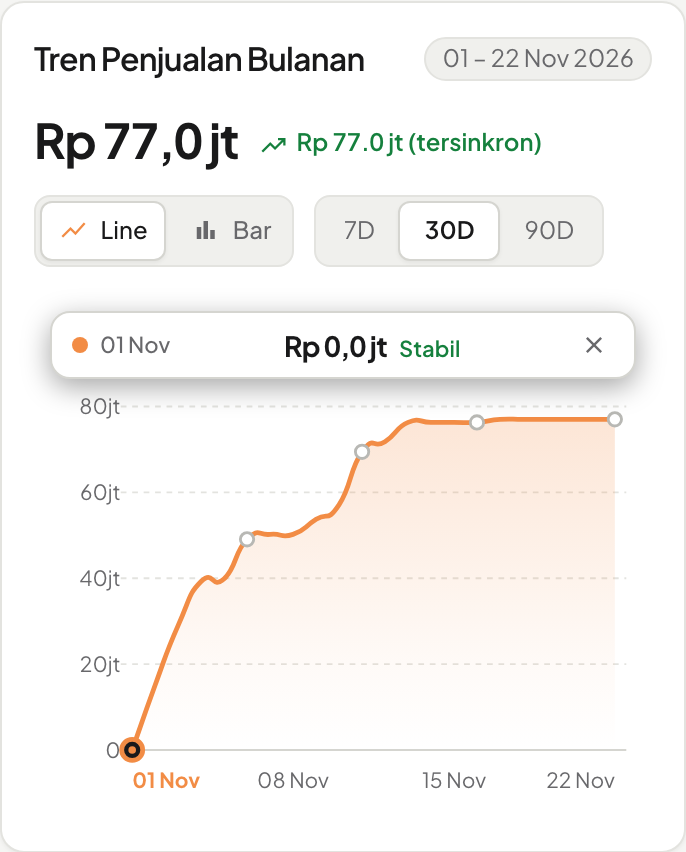 Tren Penjualan Bulanan
01 – 22 Nov 2026
Rp 77,0 jt
Rp 77.0 jt (tersinkron)
Line
Bar
7D
30D
90D
01 Nov
Rp 0,0 jt
Stabil
80jt
60jt
40jt
20jt
0
01 Nov
08 Nov
15 Nov
22 Nov